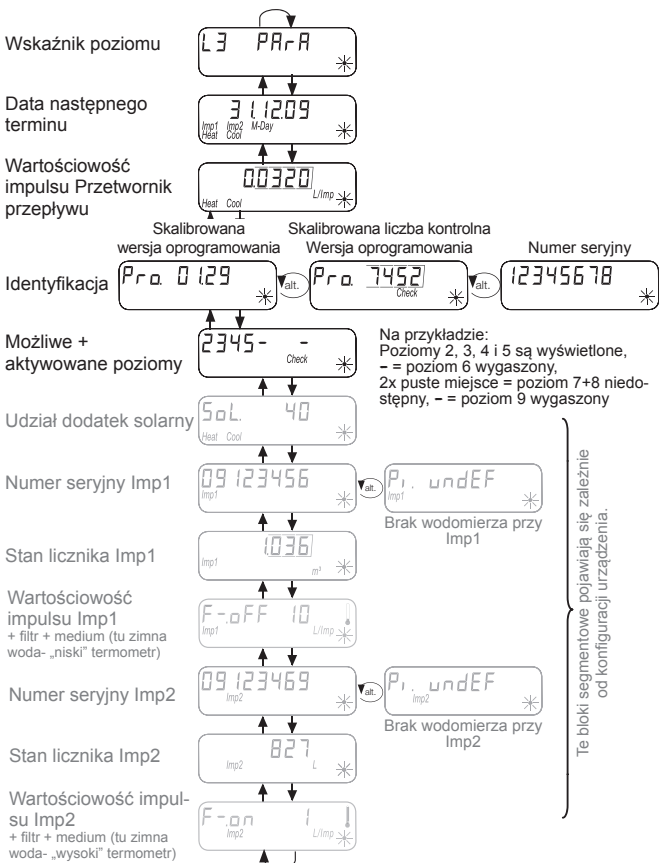 Wskaźnik poziomu
L3 PArA
Data następnego
terminu
31.12.09
Imp1 Imp2 M-Day
Heat Cool
Wartościowość
impulsu Przetwornik
przepływu
0.0320
L/Imp
Heat Cool
Skalibrowana
wersja oprogramowania
Skalibrowana liczba kontrolna
Wersja oprogramowania
Numer seryjny
Identyfikacja
Pro. 01.29
alt.
Pro. 7452
Check
alt.
12345678
Możliwe +
aktywowane poziomy
2345- -
Check
Na przykładzie:
Poziomy 2, 3, 4 i 5 są wyświetlone,
– = poziom 6 wygaszony,
2x puste miejsce = poziom 7+8 niedo-
stępny, – = poziom 9 wygaszony
Udział dodatek solarny
SoL. 40
Heat Cool
Numer seryjny Imp1
09123456
Imp1
alt.
Pi. undEF
Imp1
Brak wodomierza przy
Imp1
Stan licznika Imp1
1.036
Imp1
m³
Wartościowość
impulsu Imp1
+ filtr + medium (tu zimna
woda- „niski” termometr)
F-.oFF 10
Imp1
L/Imp
Numer seryjny Imp2
09123469
Imp2
alt.
Pi. undEF
Imp2
Brak wodomierza przy
Imp2
Stan licznika Imp2
827
Imp2
L
Wartościowość impul-
su Imp2
+ filtr + medium (tu zimna
woda- „wysoki” termometr)
F-.on 1
Imp2
L/Imp
Te bloki segmentowe pojawiają się zależnie
od konfiguracji urządzenia.